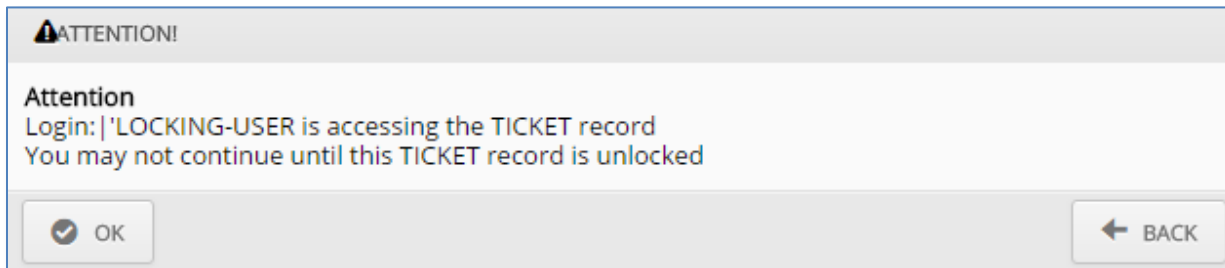 ATTENTION!
Attention
Login:|'LOCKING-USER is accessing the TICKET record
You may not continue until this TICKET record is unlocked
OK
BACK